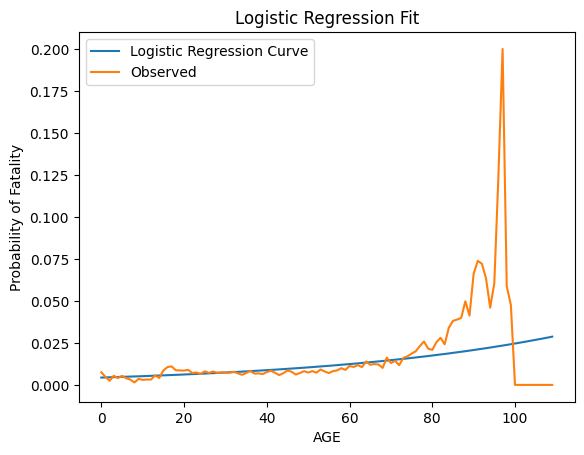 Logistic Regression Fit
Logistic Regression Curve
Observed
0.200
0.175
0.150
0.125
0.100
0.075
0.050
0.025
0.000
Probability of Fatality
0 20 40 60 80 100
AGE